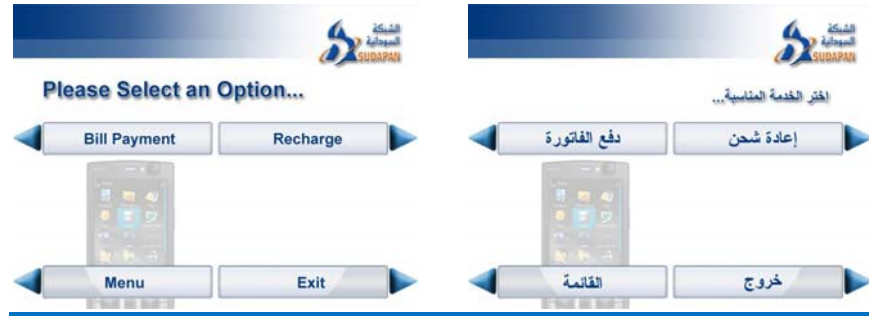 الشبكة
السودانية
SUDAPAN
Please Select an Option...
Bill Payment
Recharge
Menu
Exit
الشبكة
السودانية
SUDAPAN
اختر الخدمة المناسبة...
إعادة شحن
دفع الفاتورة
خروج
القائمة